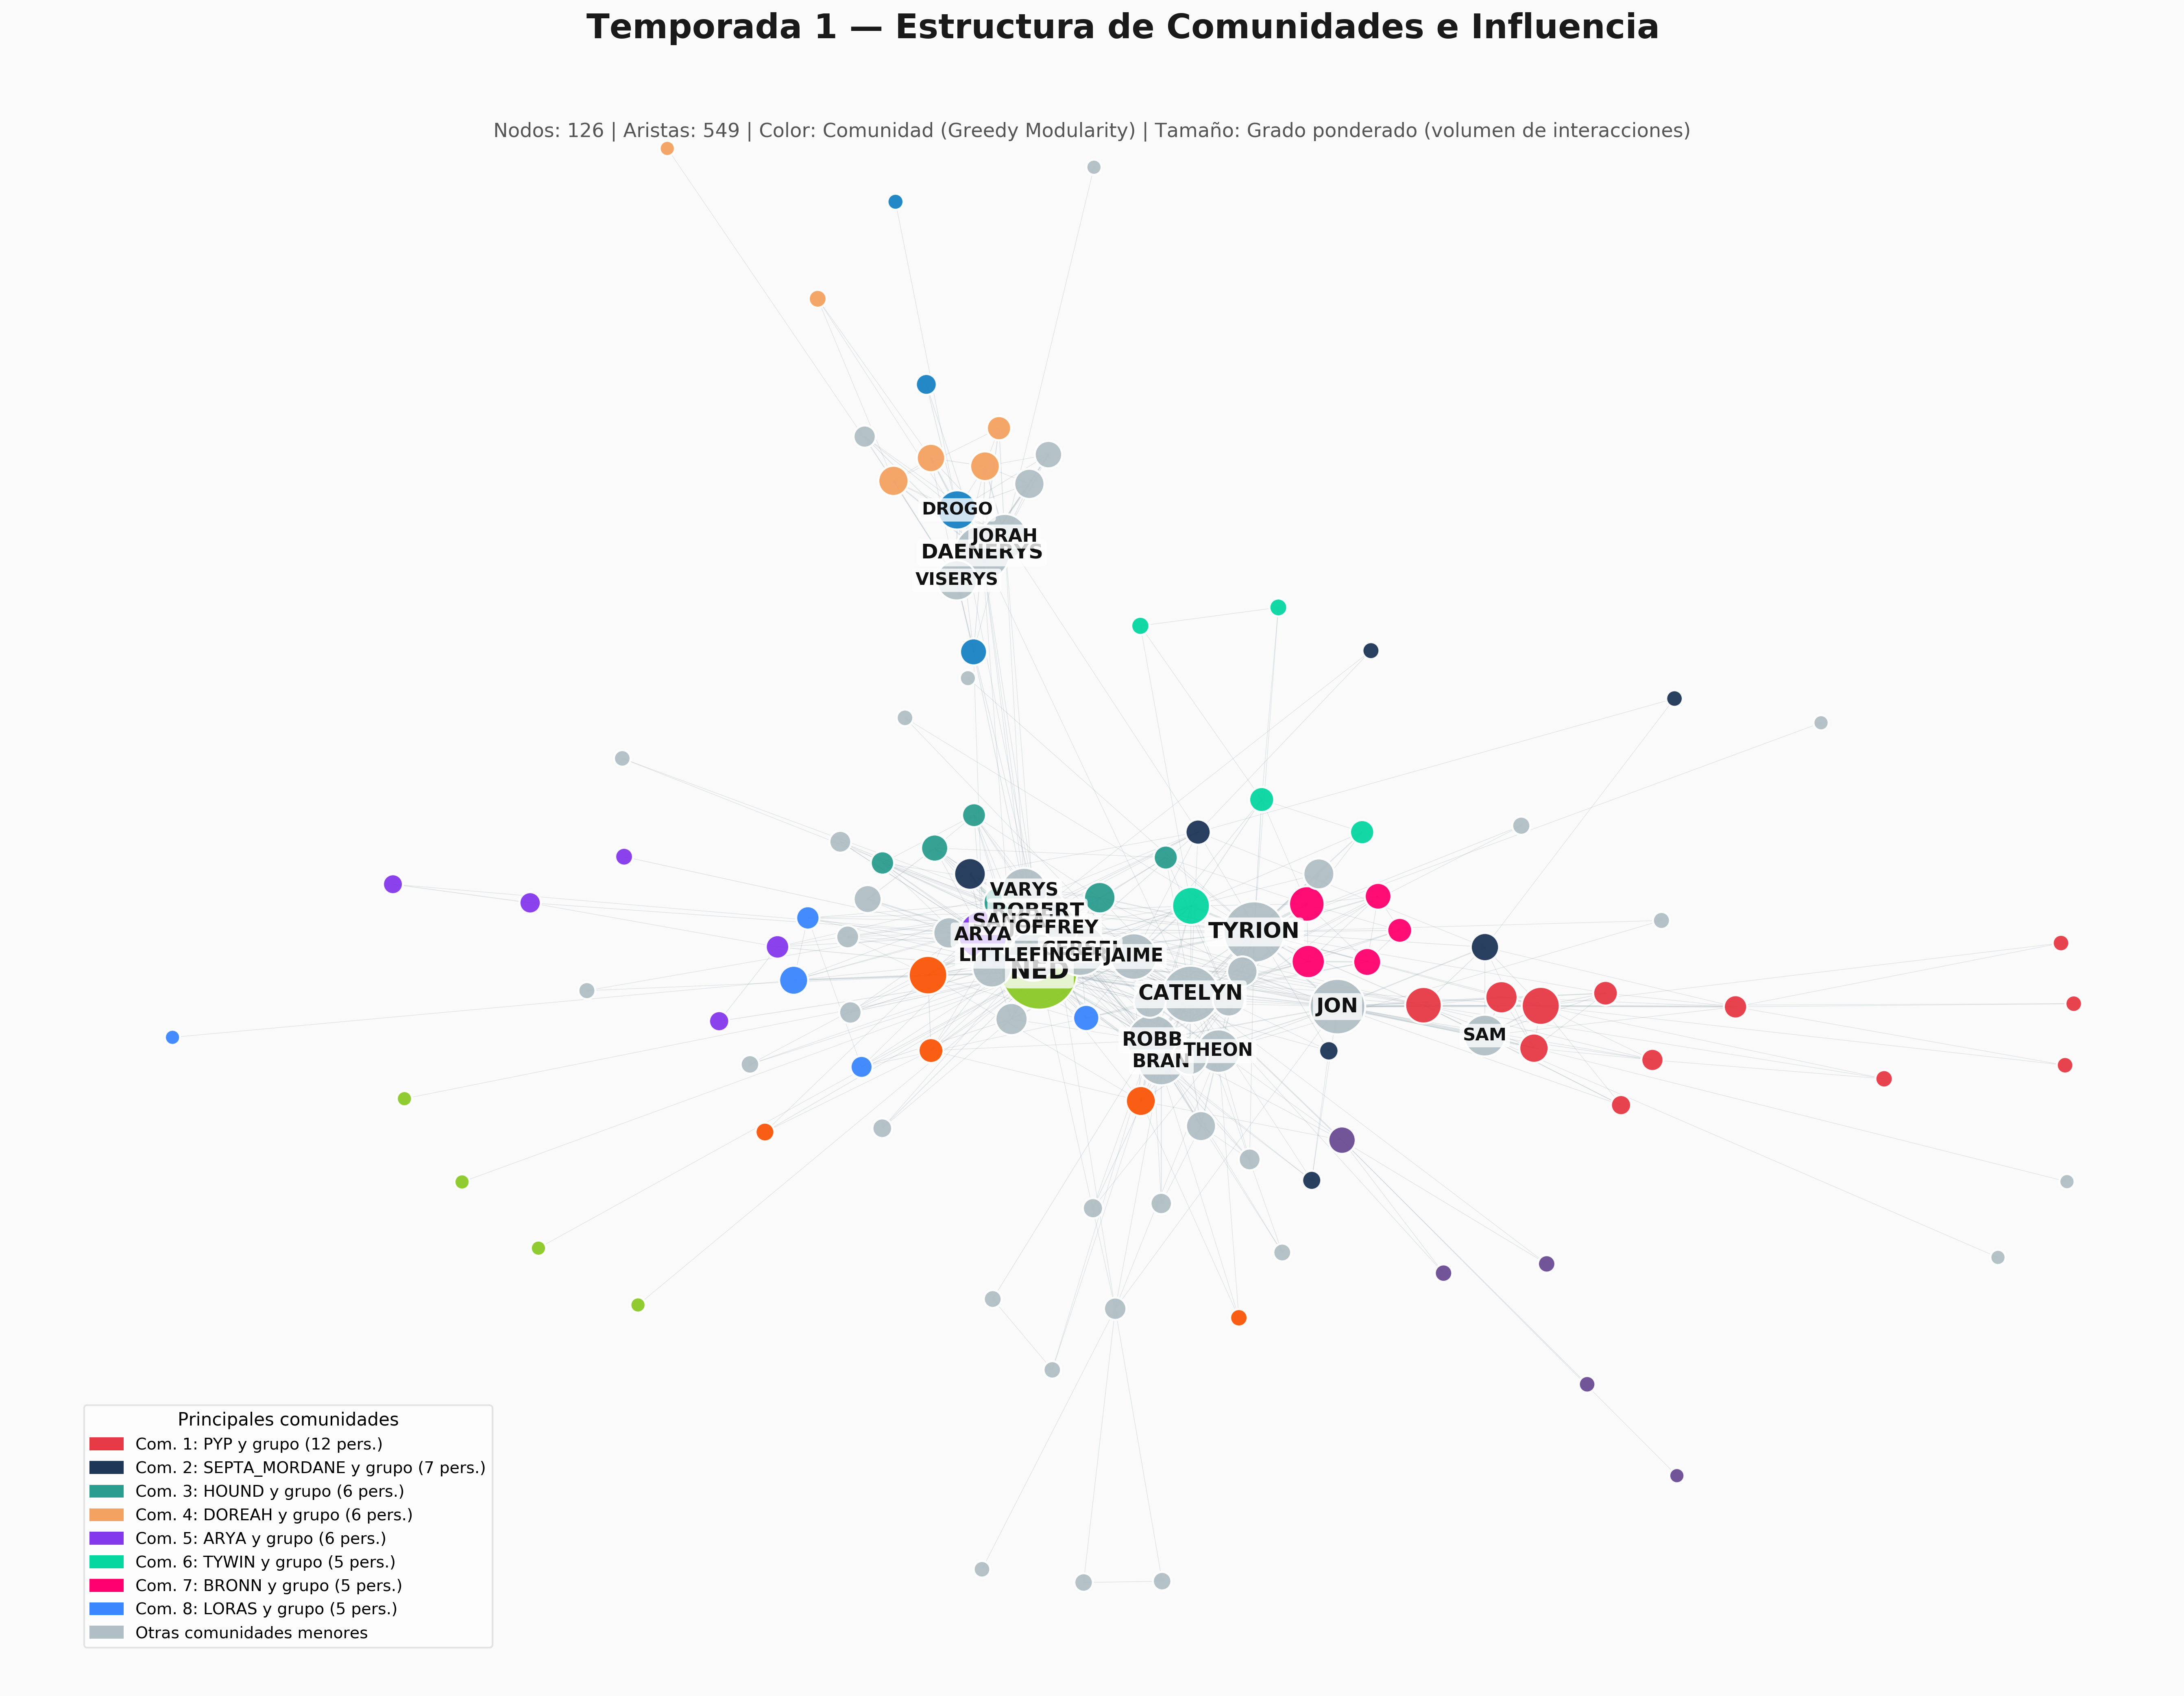 Temporada 1 — Estructura de Comunidades e Influencia
Nodos: 126 | Aristas: 549 | Color: Comunidad (Greedy Modularity) | Tamaño: Grado ponderado (volumen de interacciones)
DROGO
JORAH
DAENERYS
VISERYS
VARYS
ROBERT
SANSA
JOFFREY
ARYA
TYRION
CERSEI
LITTLEFINGER
JAIME
NED
CATELYN
JON
SAM
ROBB
THEON
BRAN
Principales comunidades
Com. 1: PYP y grupo (12 pers.)
Com. 2: SEPTA_MORDANE y grupo (7 pers.)
Com. 3: HOUND y grupo (6 pers.)
Com. 4: DOREAH y grupo (6 pers.)
Com. 5: ARYA y grupo (6 pers.)
Com. 6: TYWIN y grupo (5 pers.)
Com. 7: BRONN y grupo (5 pers.)
Com. 8: LORAS y grupo (5 pers.)
Otras comunidades menores